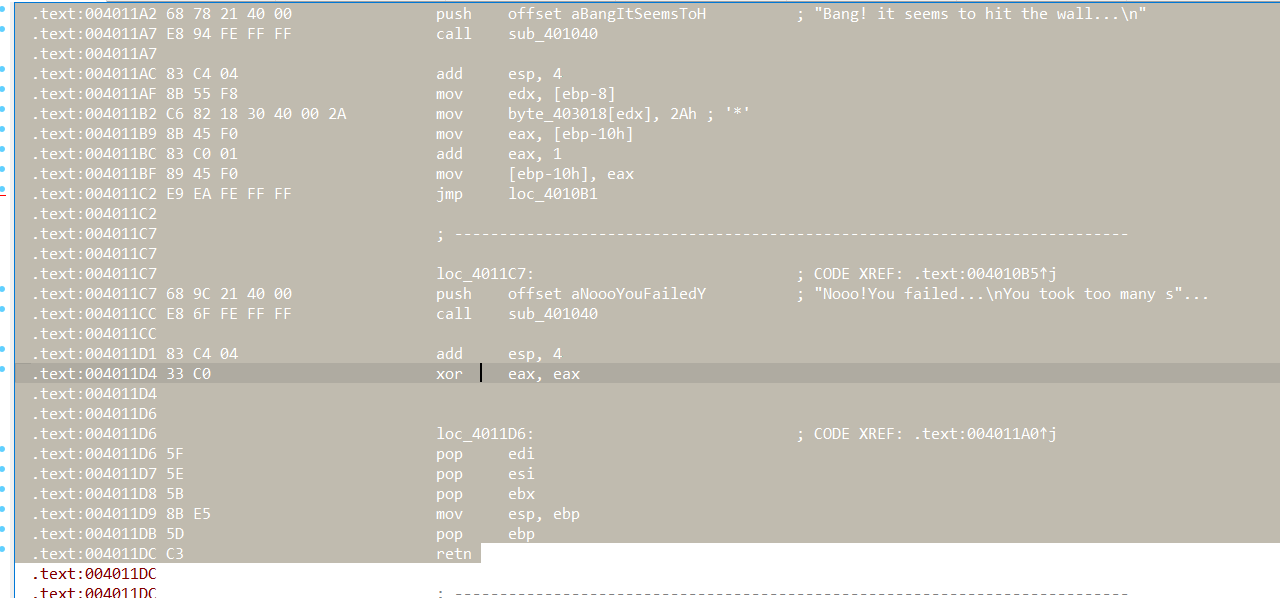 .text:004011A2 68 78 21 40 00 push offset aBangItSeemsToH ; "Bang! it seems to hit the wall...\n"
.text:004011A7 E8 94 FE FF FF call sub_401040
.text:004011A7
.text:004011AC 83 C4 04 add esp, 4
.text:004011AF 8B 55 F8 mov edx, [ebp-8]
.text:004011B2 C6 82 18 30 40 00 2A mov byte_403018[edx], 2Ah ; '*'
.text:004011B9 8B 45 F0 mov eax, [ebp-10h]
.text:004011BC 83 C0 01 add eax, 1
.text:004011BF 89 45 F0 mov [ebp-10h], eax
.text:004011C2 E9 EA FE FF FF jmp loc_4010B1
.text:004011C2
.text:004011C7 ; ---------------------------------------------------------------------------
.text:004011C7
.text:004011C7 loc_4011C7: ; CODE XREF: .text:004010B5↑j
.text:004011C7 68 9C 21 40 00 push offset aNoooYouFailedY ; "Nooo!You failed...\nYou took too many s"...
.text:004011CC E8 6F FE FF FF call sub_401040
.text:004011CC
.text:004011D1 83 C4 04 add esp, 4
.text:004011D4 33 C0 xor eax, eax
.text:004011D4
.text:004011D6
.text:004011D6 loc_4011D6: ; CODE XREF: .text:004011A0↑j
.text:004011D6 5F pop edi
.text:004011D7 5E pop esi
.text:004011D8 5B pop ebx
.text:004011D9 8B E5 mov esp, ebp
.text:004011DB 5D pop ebp
.text:004011DC C3 retn
.text:004011DC
.text:004011DC ; ---------------------------------------------------------------------------